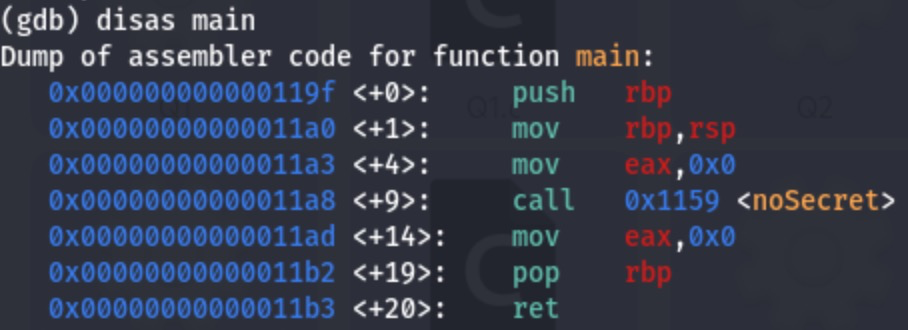 (gdb) disas main
Dump of assembler code for function main:
0x000000000000119f <+0>: push rbp
0x00000000000011a0 <+1>: mov rbp,rsp
0x00000000000011a3 <+4>: mov eax,0x0
0x00000000000011a8 <+9>: call 0x1159 <noSecret>
0x00000000000011ad <+14>: mov eax,0x0
0x00000000000011b2 <+19>: pop rbp
0x00000000000011b3 <+20>: ret